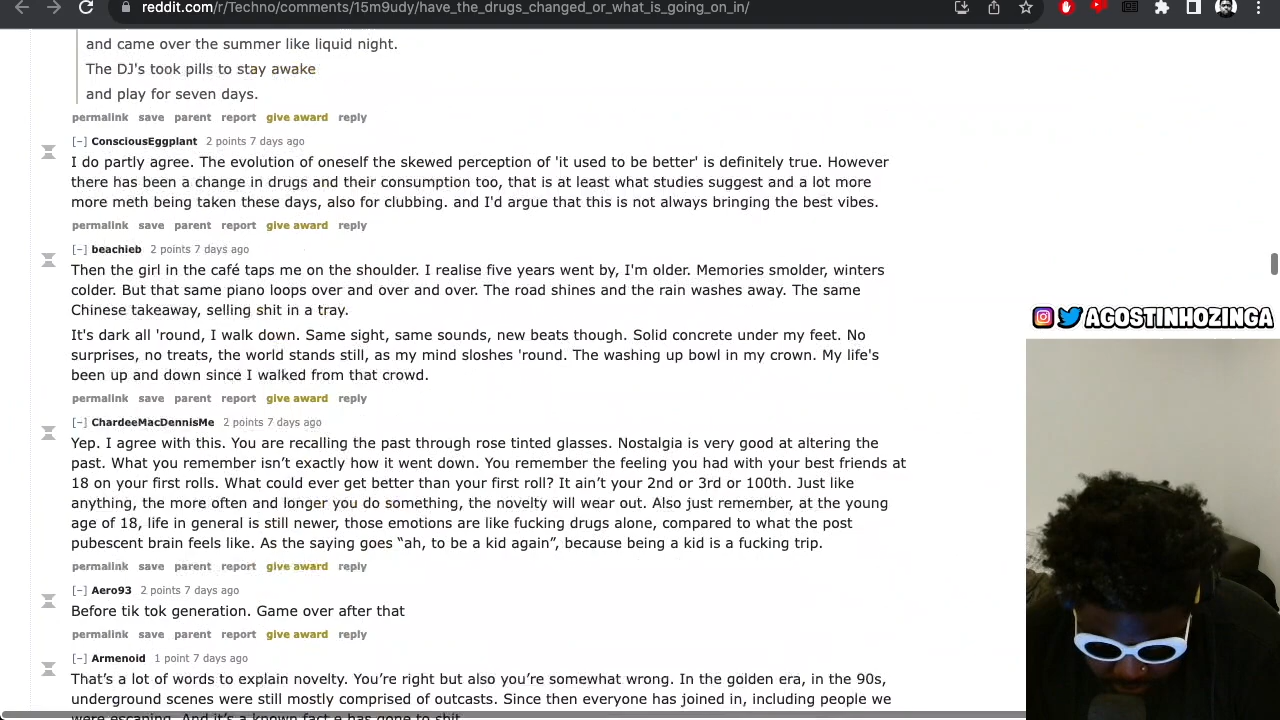 reddit.com/r/Techno/comments/15m9udy/have_the_drugs_changed_or_what_is_going_on_in/
and came over the summer like liquid night.
The DJ's took pills to stay awake
and play for seven days.
permalink save parent report give award reply
[–] ConsciousEggplant 2 points 7 days ago
I do partly agree. The evolution of oneself the skewed perception of 'it used to be better' is definitely true. However
there has been a change in drugs and their consumption too, that is at least what studies suggest and a lot more
more meth being taken these days, also for clubbing. and I'd argue that this is not always bringing the best vibes.
permalink save parent report give award reply
[–] beachieb 2 points 7 days ago
Then the girl in the café taps me on the shoulder. I realise five years went by, I'm older. Memories smolder, winters
colder. But that same piano loops over and over and over. The road shines and the rain washes away. The same
Chinese takeaway, selling shit in a tray.
It's dark all 'round, I walk down. Same sight, same sounds, new beats though. Solid concrete under my feet. No
surprises, no treats, the world stands still, as my mind sloshes 'round. The washing up bowl in my crown. My life's
been up and down since I walked from that crowd.
permalink save parent report give award reply
[–] ChardeeMacDennisMe 2 points 7 days ago
Yep. I agree with this. You are recalling the past through rose tinted glasses. Nostalgia is very good at altering the
past. What you remember isn’t exactly how it went down. You remember the feeling you had with your best friends at
18 on your first rolls. What could ever get better than your first roll? It ain’t your 2nd or 3rd or 100th. Just like
anything, the more often and longer you do something, the novelty will wear out. Also just remember, at the young
age of 18, life in general is still newer, those emotions are like fucking drugs alone, compared to what the post
pubescent brain feels like. As the saying goes “ah, to be a kid again”, because being a kid is a fucking trip.
permalink save parent report give award reply
[–] Aero93 2 points 7 days ago
Before tik tok generation. Game over after that
permalink save parent report give award reply
[–] Armenoid 1 point 7 days ago
That’s a lot of words to explain novelty. You’re right but also you’re somewhat wrong. In the golden era, in the 90s,
underground scenes were still mostly comprised of outcasts. Since then everyone has joined in, including people we
were escaping. And it’s a known fact e has gone to shit
AGOSTINHOZINGA